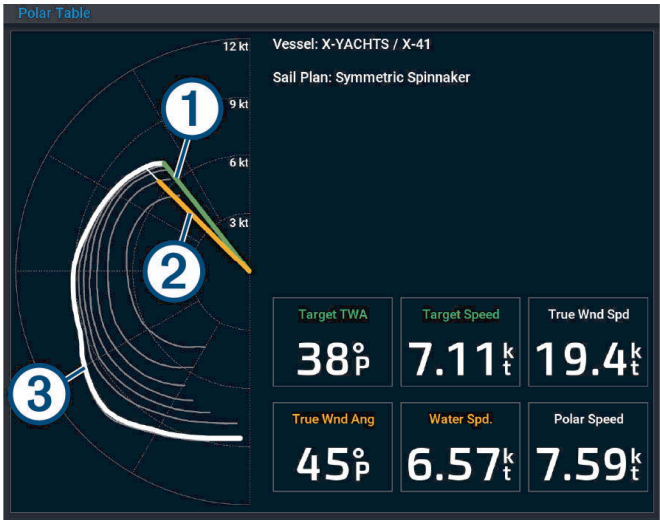 Polar Table
Vessel: X-YACHTS / X-41
Sail Plan: Symmetric Spinnaker
12 kt
9 kt
6 kt
3 kt
1
2
3
Target TWA
38°P
Target Speed
7.11kt
True Wnd Spd
19.4kt
True Wnd Ang
45°P
Water Spd.
6.57kt
Polar Speed
7.59kt